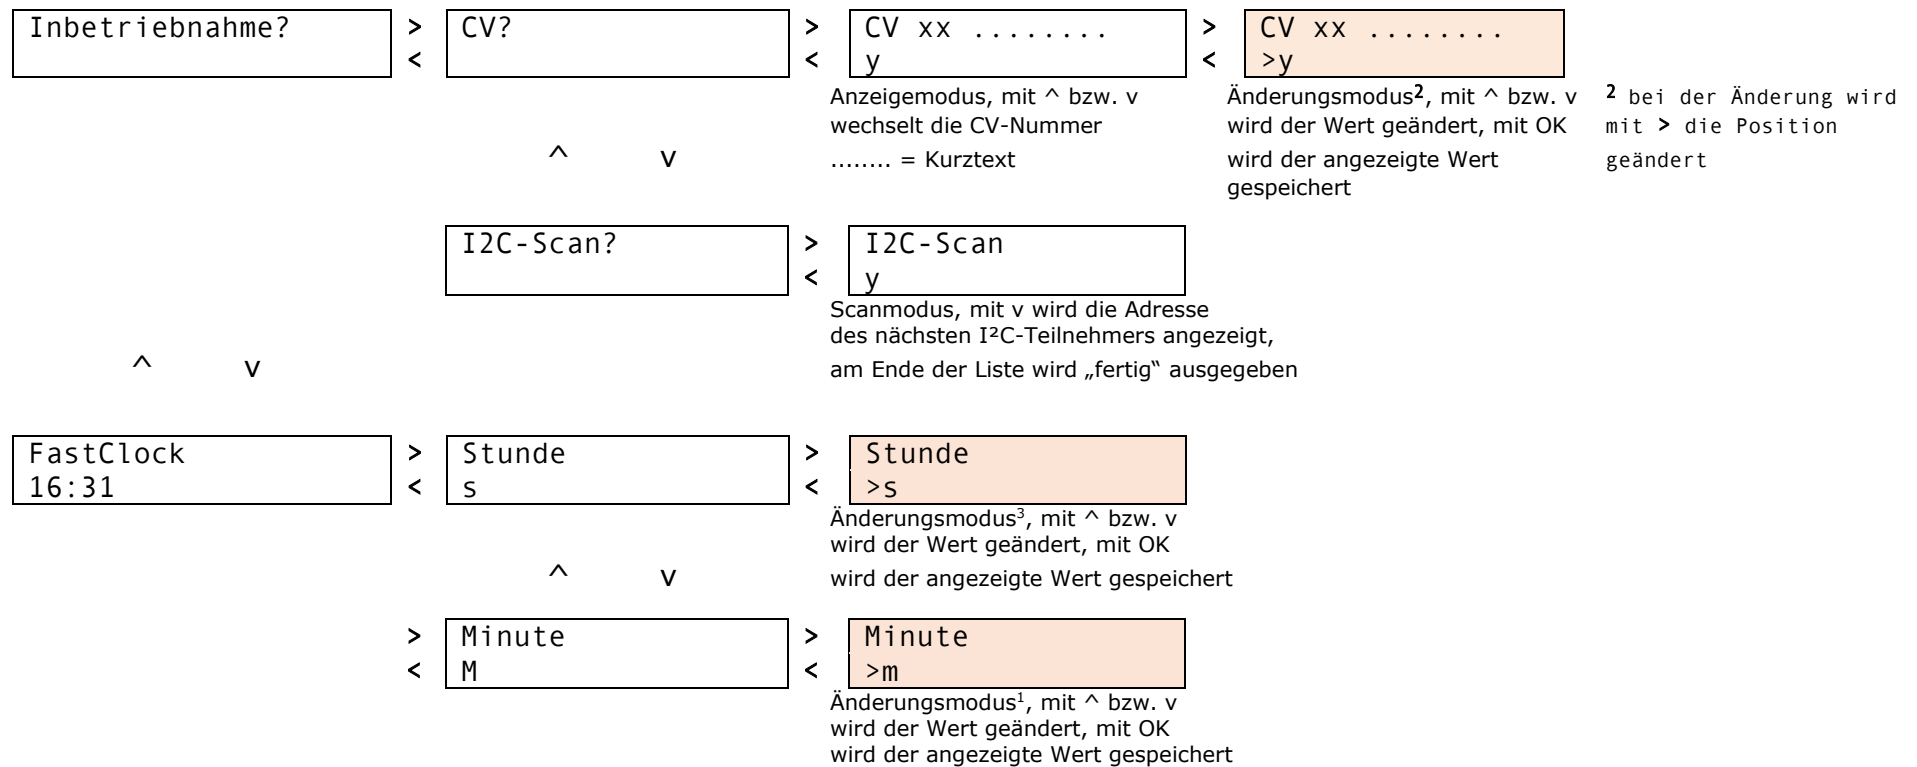 Inbetriebnahme? > CV? > CV xx ........ > CV xx ........
< < y < >y
Anzeigemodus, mit ^ bzw. v
wechselt die CV-Nummer
........ = Kurztext
Änderungsmodus², mit ^ bzw. v
wird der Wert geändert, mit OK
wird der angezeigte Wert
gespeichert
² bei der Änderung wird
mit > die Position
geändert
^ v
I2C-Scan? > I2C-Scan
< y
Scanmodus, mit v wird die Adresse
des nächsten I²C-Teilnehmers angezeigt,
am Ende der Liste wird „fertig“ ausgegeben
^ v
FastClock > Stunde > Stunde
16:31 < s < >s
Änderungsmodus³, mit ^ bzw. v
wird der Wert geändert, mit OK
wird der angezeigte Wert gespeichert
^ v
> Minute > Minute
< M < >m
Änderungsmodus¹, mit ^ bzw. v
wird der Wert geändert, mit OK
wird der angezeigte Wert gespeichert